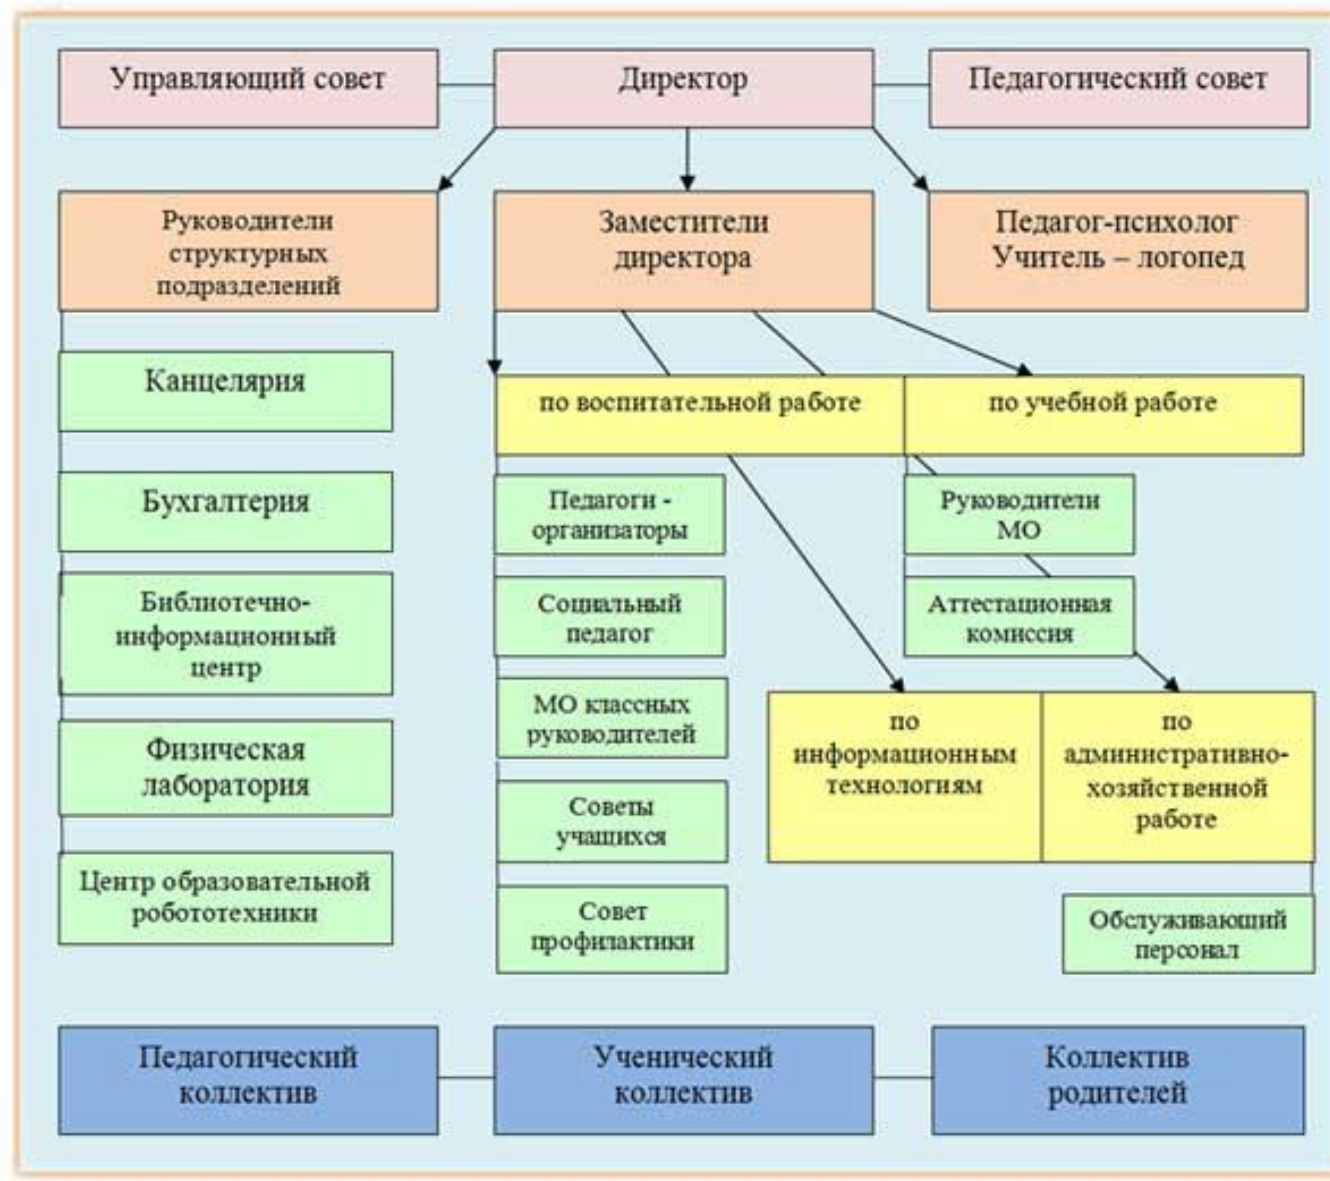 Управляющий совет
Директор
Педагогический совет
Руководители
структурных
подразделений
Заместители
директора
Педагог-психолог
Учитель – логопед
Канцелярия
Бухгалтерия
Библиотечно-
информационный
центр
Физическая
лаборатория
Центр образовательной
робототехники
по воспитательной работе
по учебной работе
Педагоги -
организаторы
Социальный
педагог
МО классных
руководителей
Советы
учащихся
Совет
профилактики
Руководители
МО
Аттестационная
комиссия
по
информационным
технологиям
по
административно-
хозяйственной
работе
Обслуживающий
персонал
Педагогический
коллектив
Ученический
коллектив
Коллектив
родителей